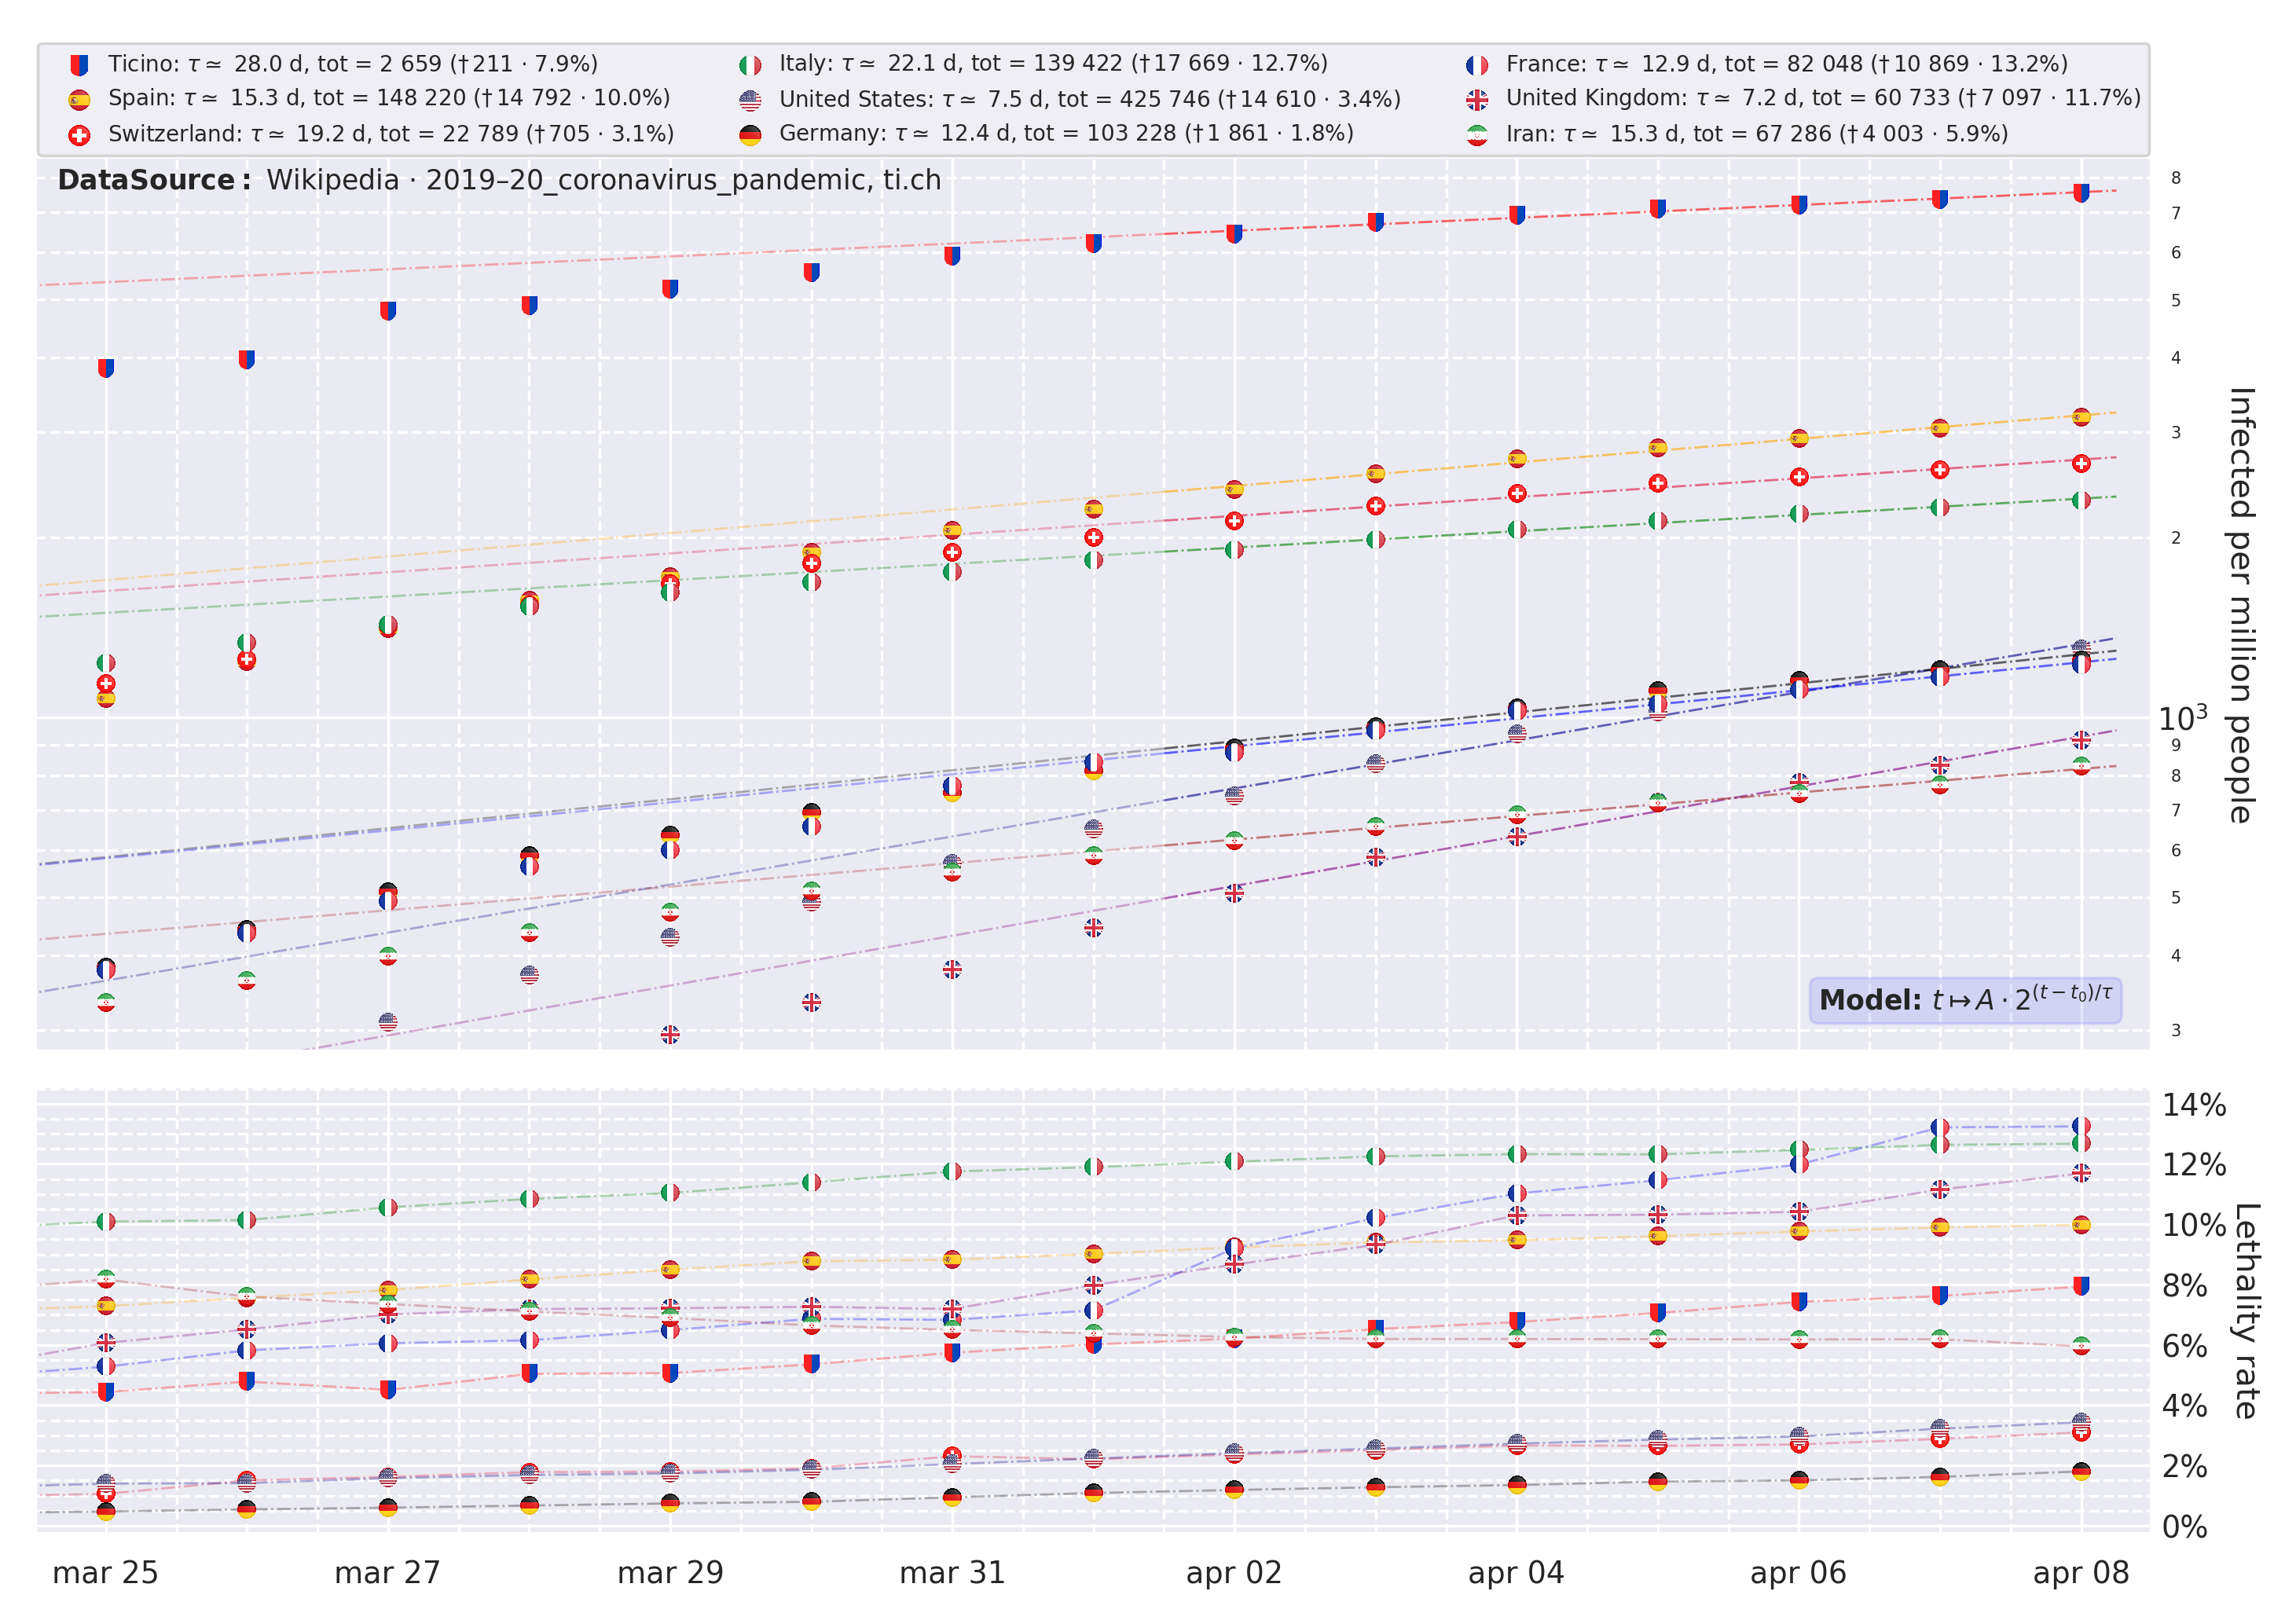 Ticino: τ ≃ 28.0 d, tot = 2 659 (†211 · 7.9%)
Spain: τ ≃ 15.3 d, tot = 148 220 (†14 792 · 10.0%)
Switzerland: τ ≃ 19.2 d, tot = 22 789 (†705 · 3.1%)
Italy: τ ≃ 22.1 d, tot = 139 422 (†17 669 · 12.7%)
United States: τ ≃ 7.5 d, tot = 425 746 (†14 610 · 3.4%)
Germany: τ ≃ 12.4 d, tot = 103 228 (†1 861 · 1.8%)
France: τ ≃ 12.9 d, tot = 82 048 (†10 869 · 13.2%)
United Kingdom: τ ≃ 7.2 d, tot = 60 733 (†7 097 · 11.7%)
Iran: τ ≃ 15.3 d, tot = 67 286 (†4 003 · 5.9%)
DataSource: Wikipedia · 2019–20_coronavirus_pandemic, ti.ch
8
7
6
5
4
3
2
10³
9
8
7
6
5
4
3
Infected per million people
Model: t ↦ A · 2^{(t − t₀)/τ}
14%
12%
10%
8%
6%
4%
2%
0%
Lethality rate
mar 25
mar 27
mar 29
mar 31
apr 02
apr 04
apr 06
apr 08